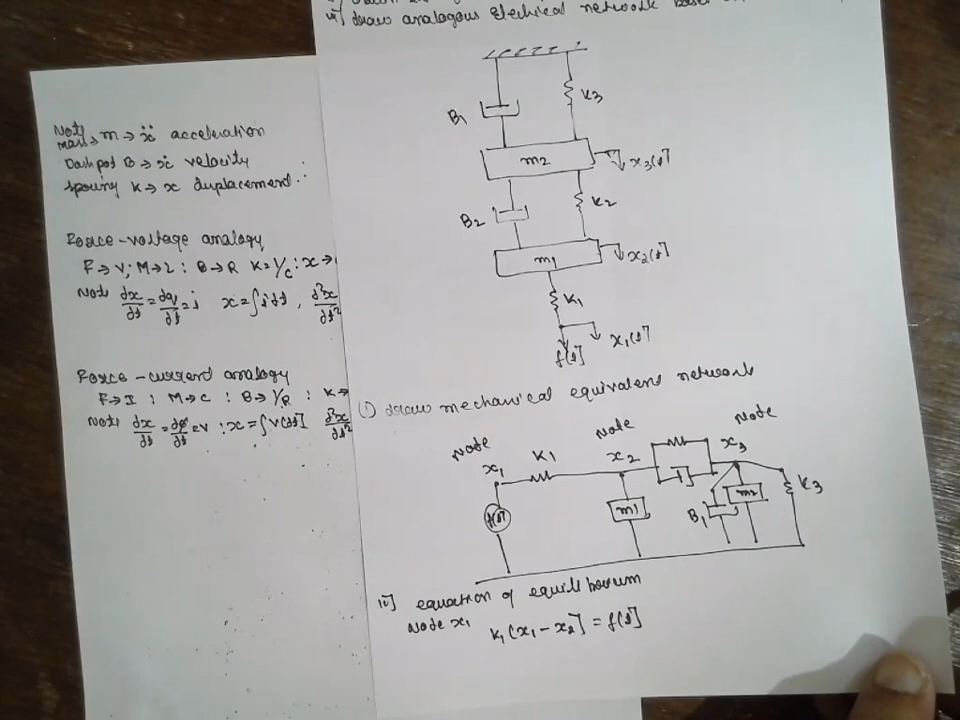 iii] draw analogous electrical network based
B1
K3
m2
x3(t)
B2
K2
m1
x2(t)
K1
x1(t)
f(t)
i) draw mechanical equivalent network
Node
x1
K1
Node
x2
Node
x3
f(t)
m1
B1
m2
K3
ii] equation of equilibrium
Node x1
K1(x1-x2] = f(t)
Note
mass → m → ẍ acceleration
Dashpot B → ẋ velocity
Spring K → x displacement
Force-voltage analogy
F → V; M → L : B → R K = 1/C : x →
Note dx/dt = dq/dt = i x = ∫i dt , d²x/dt²
Force-current analogy
F → I : M → C : B → 1/R : K →
Note dx/dt = dφ/dt = v : x = ∫v(dt] d²x/dt²